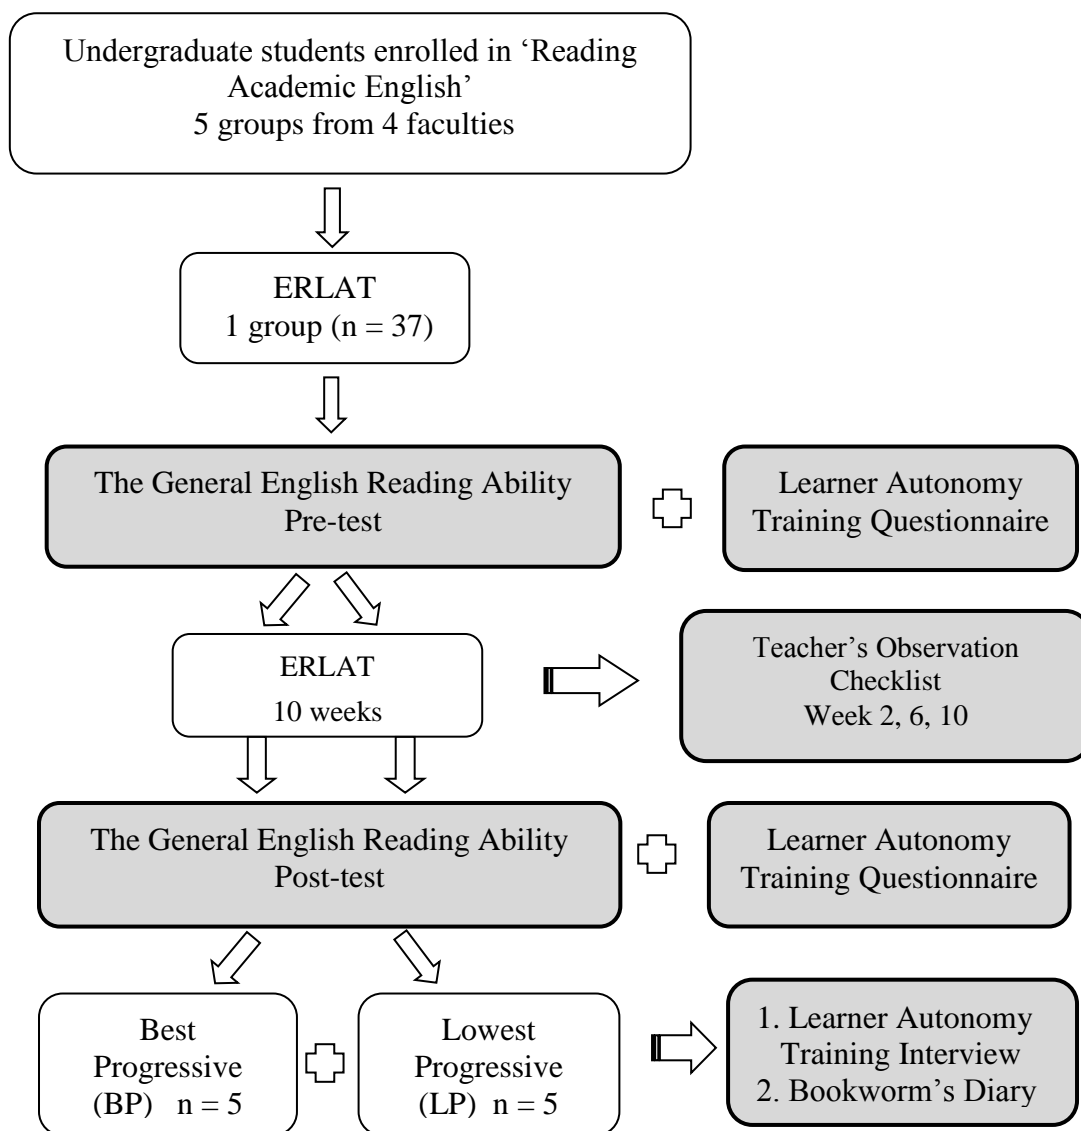 Undergraduate students enrolled in ‘Reading
Academic English’
5 groups from 4 faculties
ERLAT
1 group (n = 37)
The General English Reading Ability
Pre-test
Learner Autonomy
Training Questionnaire
ERLAT
10 weeks
Teacher’s Observation
Checklist
Week 2, 6, 10
The General English Reading Ability
Post-test
Learner Autonomy
Training Questionnaire
Best
Progressive
(BP) n = 5
Lowest
Progressive
(LP) n = 5
1. Learner Autonomy
Training Interview
2. Bookworm’s Diary